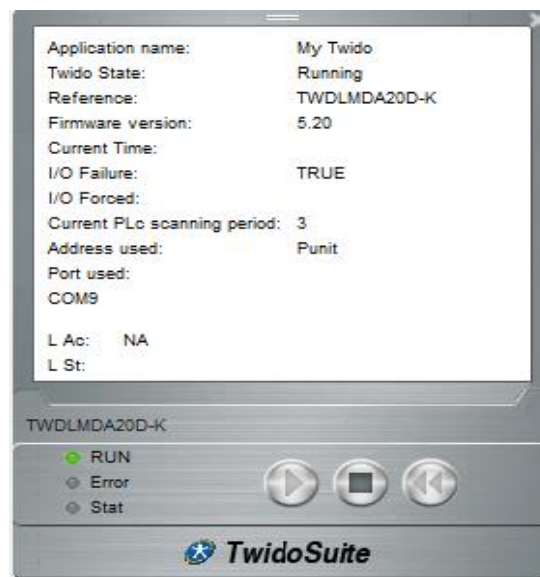 Application name: My Twido
Twido State: Running
Reference: TWDLMDA20D-K
Firmware version: 5.20
Current Time:
I/O Failure: TRUE
I/O Forced:
Current PLc scanning period: 3
Address used: Punit
Port used:
COM9
L Ac: NA
L St:
TWDLMDA20D-K
RUN
Error
Stat
TwidoSuite